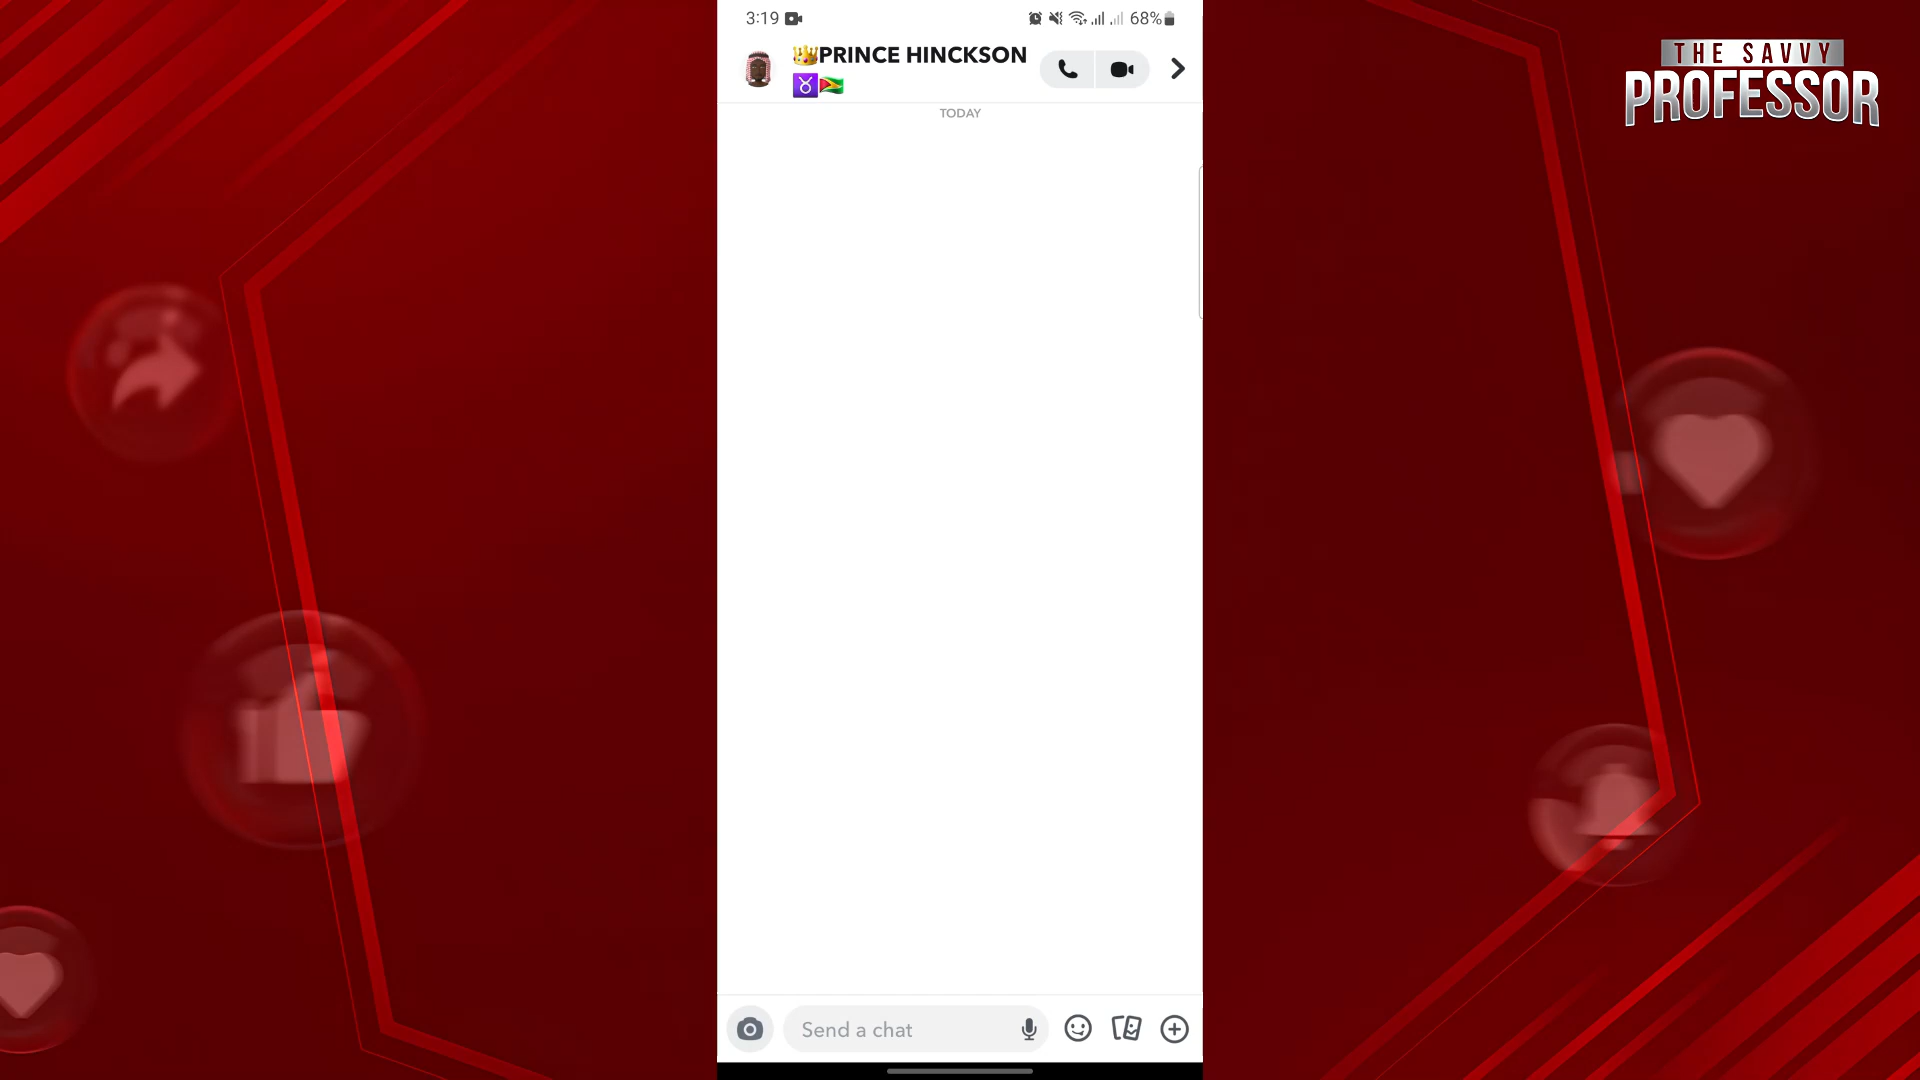 3:19
68%
👑PRINCE HINCKSON
♉🇬🇾
THE SAVVY
PROFESSOR
TODAY
Send a chat